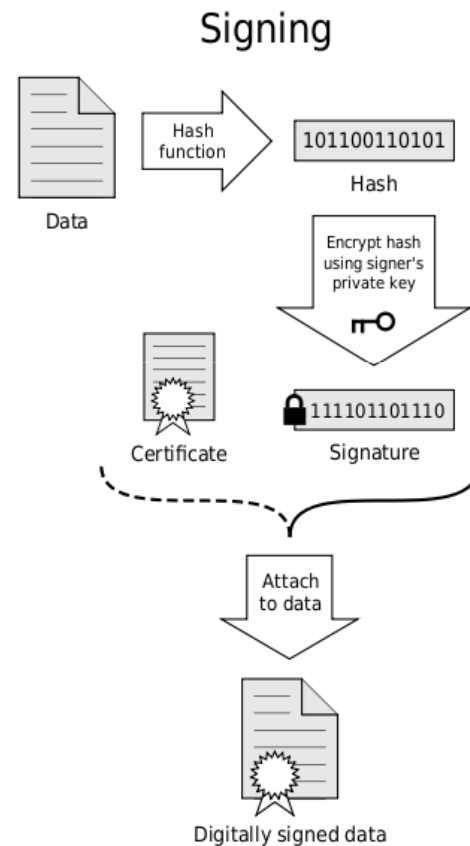 Signing
Hash
function
101100110101
Hash
Data
Encrypt hash
using signer's
private key
111101101110
Certificate
Signature
Attach
to data
Digitally signed data